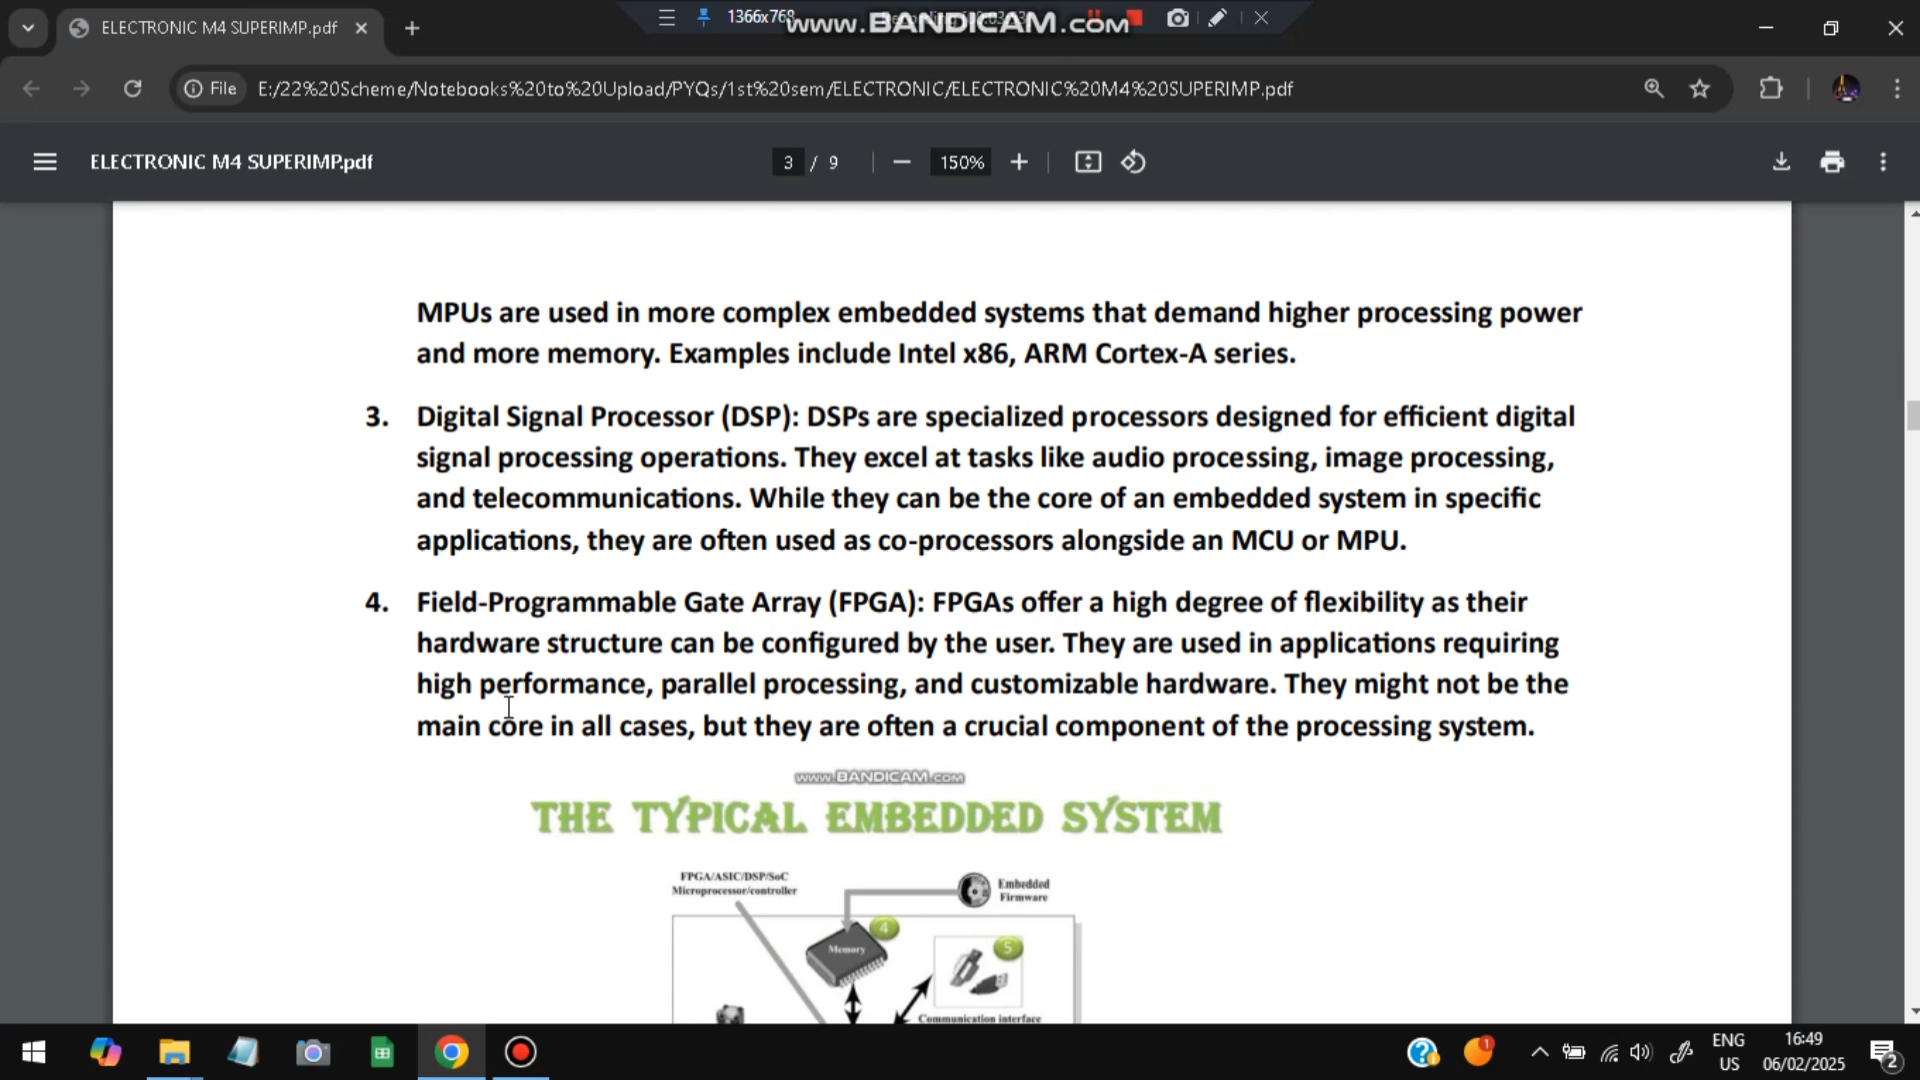 ELECTRONIC M4 SUPERIMP.pdf
1366x768
www.BANDICAM.com
File
E:/22%20Scheme/Notebooks%20to%20Upload/PYQs/1st%20sem/ELECTRONIC/ELECTRONIC%20M4%20SUPERIMP.pdf
ELECTRONIC M4 SUPERIMP.pdf
3 / 9
150%
MPUs are used in more complex embedded systems that demand higher processing power
and more memory. Examples include Intel x86, ARM Cortex-A series.
3. Digital Signal Processor (DSP): DSPs are specialized processors designed for efficient digital
signal processing operations. They excel at tasks like audio processing, image processing,
and telecommunications. While they can be the core of an embedded system in specific
applications, they are often used as co-processors alongside an MCU or MPU.
4. Field-Programmable Gate Array (FPGA): FPGAs offer a high degree of flexibility as their
hardware structure can be configured by the user. They are used in applications requiring
high performance, parallel processing, and customizable hardware. They might not be the
main core in all cases, but they are often a crucial component of the processing system.
www.BANDICAM.com
THE TYPICAL EMBEDDED SYSTEM
FPGA/ASIC/DSP/SoC
Microprocessor/controller
Embedded
Firmware
Memory
4
5
Communication interface
1
ENG
US
16:49
06/02/2025
2